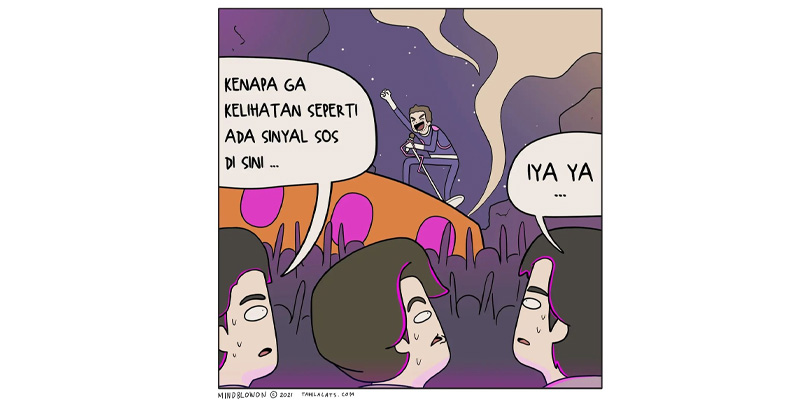 KENAPA GA
KELIHATAN SEPERTI
ADA SINYAL SOS
DI SINI ...
IYA YA
...
MINDBLOWON © 2021 TAHILALATS.COM